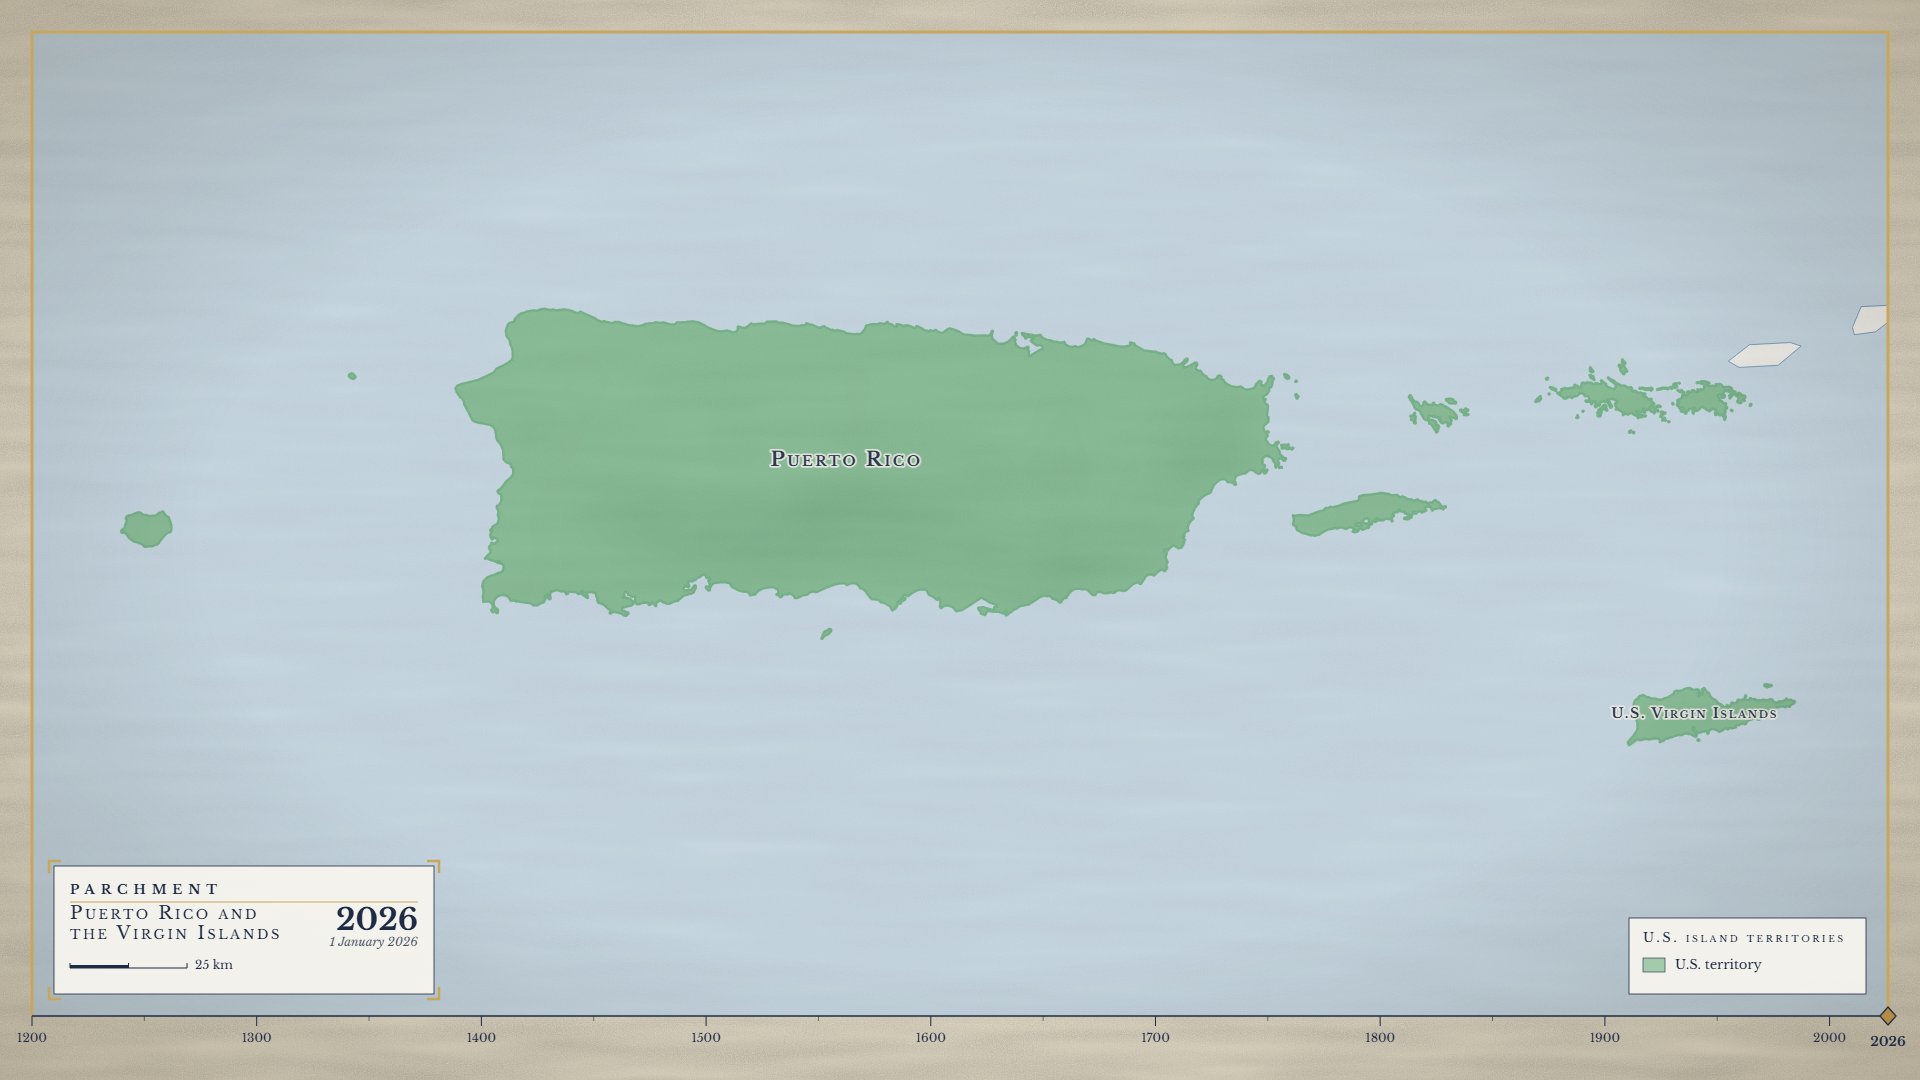 Puerto Rico
U.S. Virgin Islands
PARCHMENT
Puerto Rico and
the Virgin Islands
2026
1 January 2026
25 km
U.S. island territories
U.S. territory
1200 1300 1400 1500 1600 1700 1800 1900 2000 2026